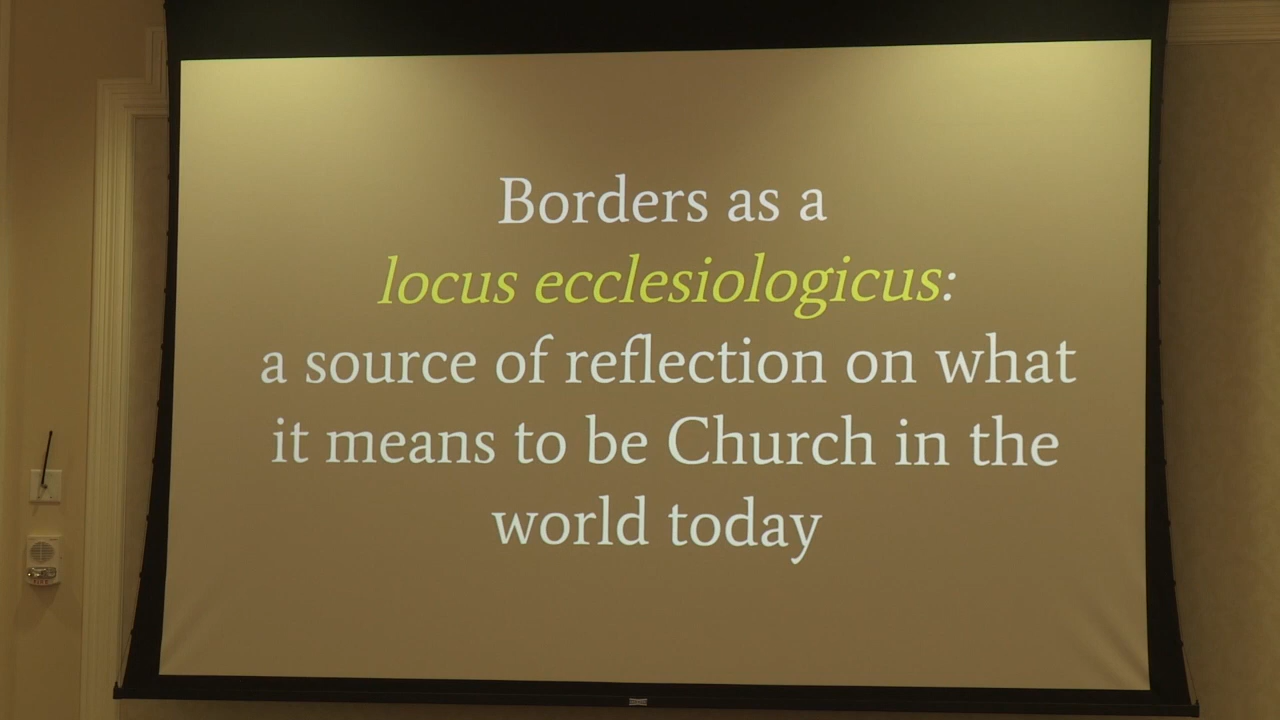 Borders as a
locus ecclesiologicus:
a source of reflection on what
it means to be Church in the
world today